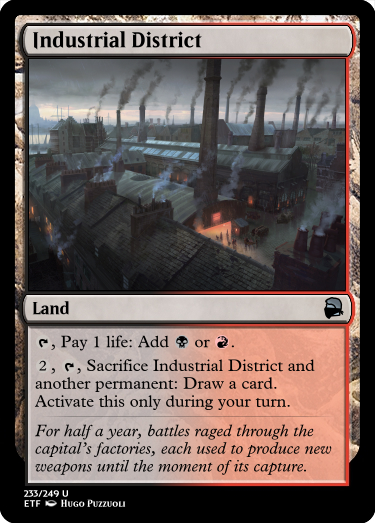 Industrial District
Land
, Pay 1 life: Add or .
2, , Sacrifice Industrial District and
another permanent: Draw a card.
Activate this only during your turn.
For half a year, battles raged through the
capital's factories, each used to produce new
weapons until the moment of its capture.
233/249 U
ETF HUGO PUZZUOLI